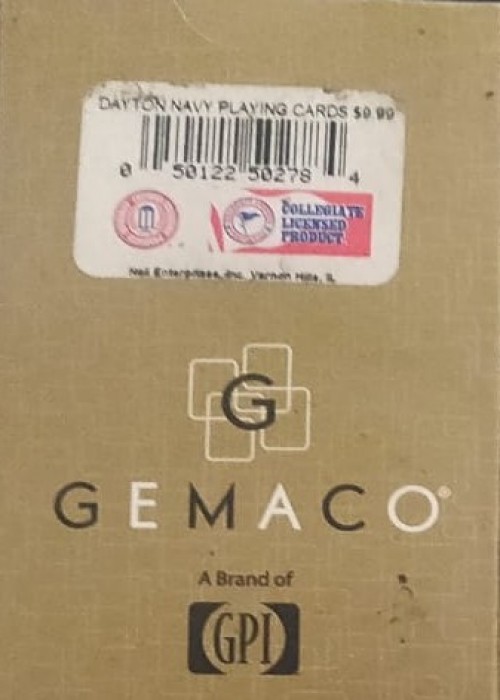 DAYTON NAVY PLAYING CARDS $9.99
0 50122 50278 4
COLLEGIATE
LICENSED
PRODUCT
Neil Enterprises, Inc. Vernon Hills, IL
G
GEMACO®
A Brand of
GPI